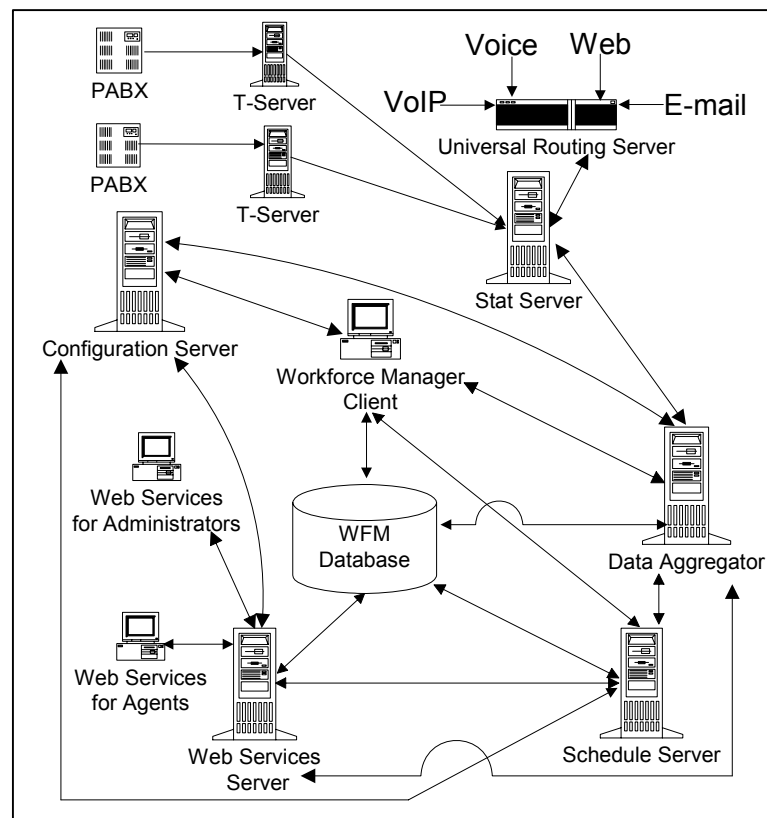 Voice
Web
PABX
T-Server
VoIP
E-mail
Universal Routing Server
PABX
T-Server
Stat Server
Configuration Server
Workforce Manager
Client
Web Services
for Administrators
WFM
Database
Data Aggregator
Web Services
for Agents
Web Services
Server
Schedule Server